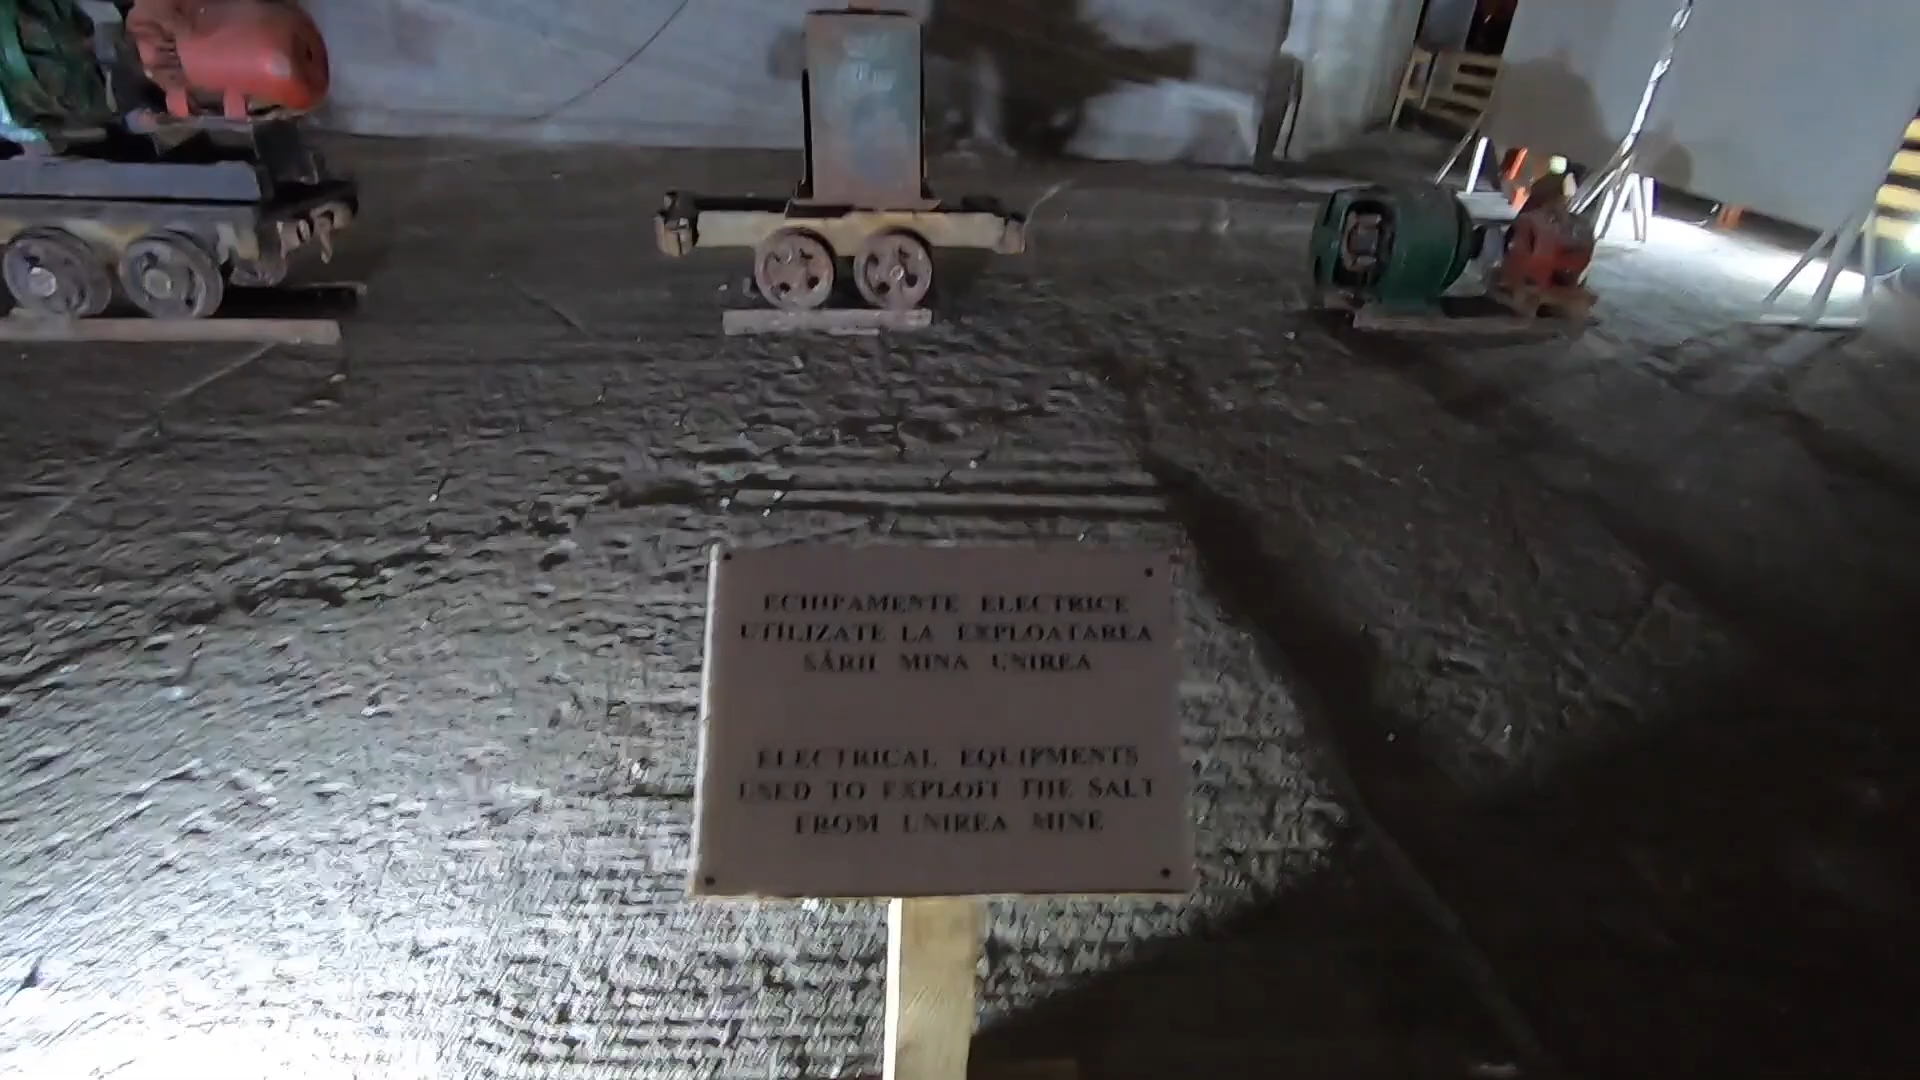 ECHIPAMENTE ELECTRICE
UTILIZATE LA EXPLOATAREA
SĂRII MINA UNIREA
ELECTRICAL EQUIPMENTS
USED TO EXPLOIT THE SALT
FROM UNIREA MINE